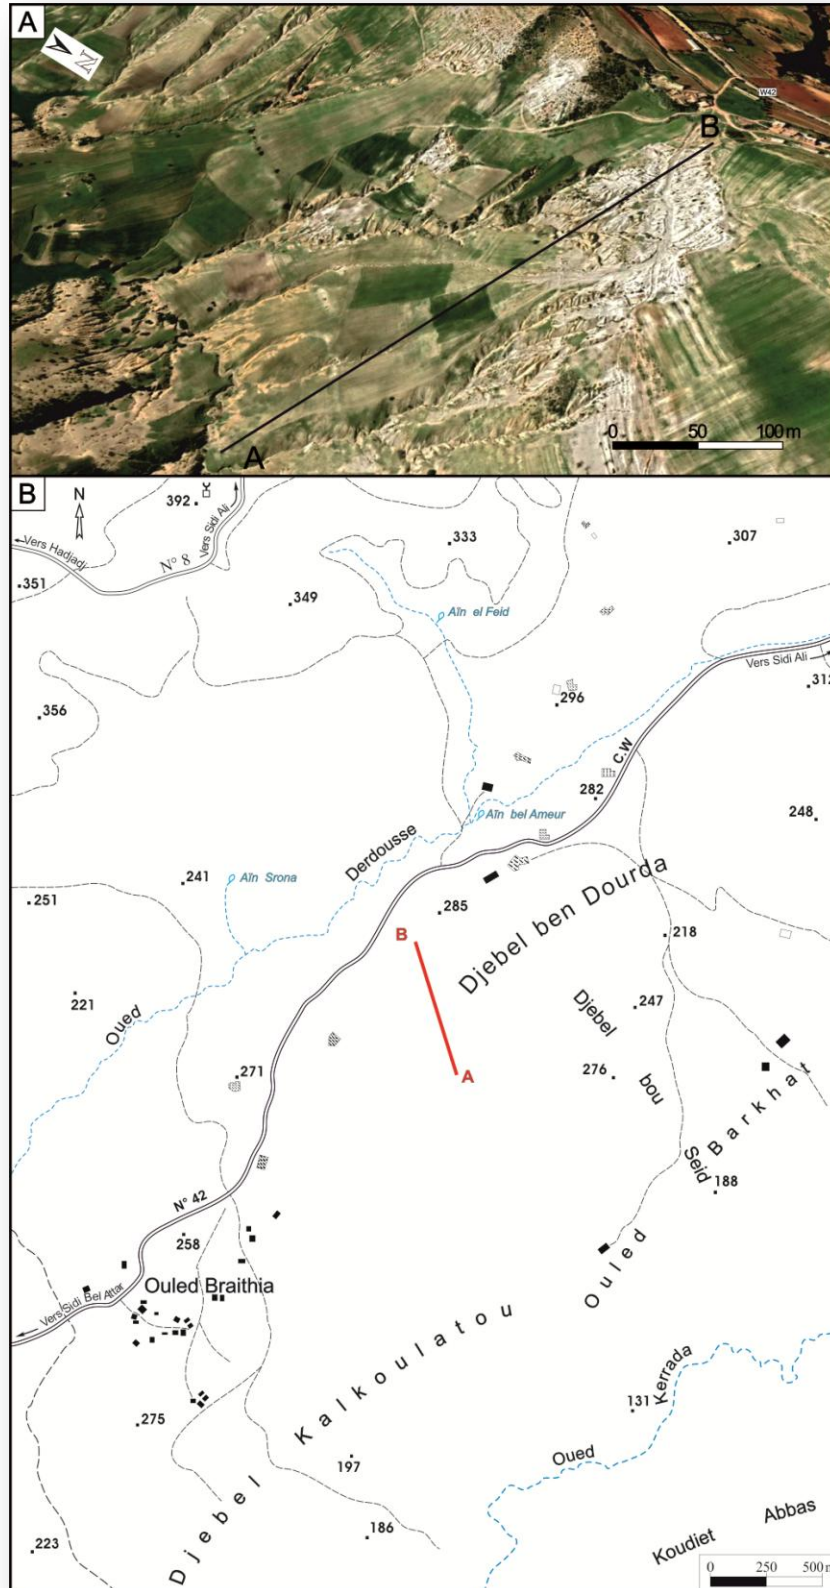 A
N
W42
B
A
0 50 100m
B
N
392
Vers Sidi Ali
Vers Hadjadj
N° 8
333
307
351
349
Aïn el Feid
Vers Sidi Ali
312
296
356
C.W
282
248
Aïn bel Ameur
Derdousse
241
Aïn Srona
251
285
Djebel ben Dourda
B
218
221
Oued
Djebel bou Seid
247
271
A
276
Ouled Barkhat
188
N° 42
258
Ouled Braithia
Vers Sidi Bel Attar
Djebel Kalkoulatou
Oued Kerrada
131
275
197
186
223
Koudiet Abbas
0 250 500m